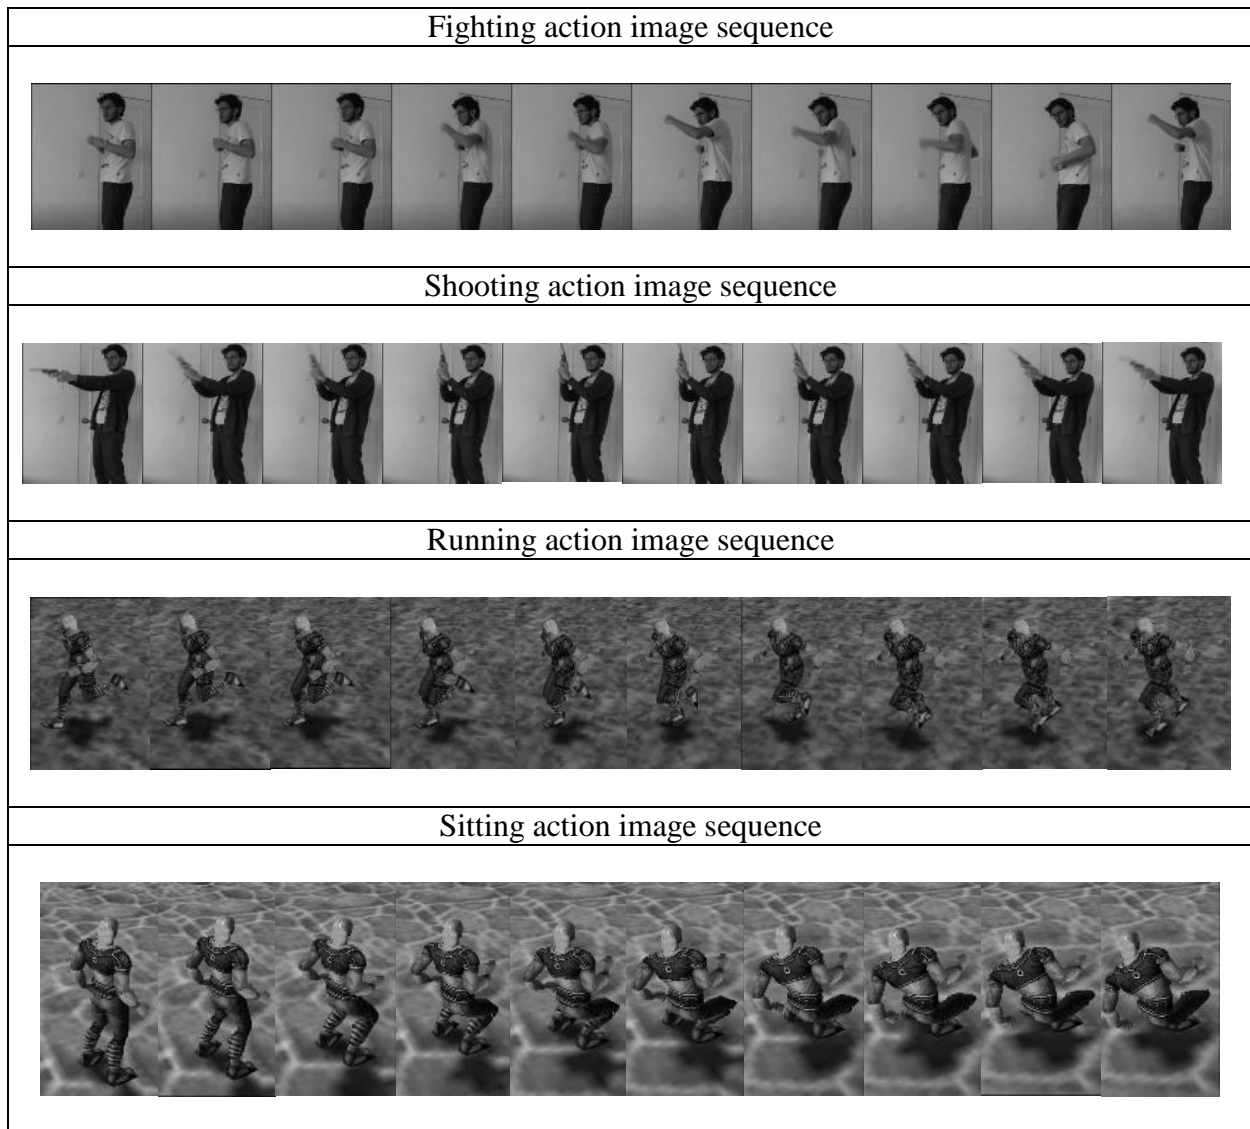 Fighting action image sequence
Shooting action image sequence
Running action image sequence
Sitting action image sequence